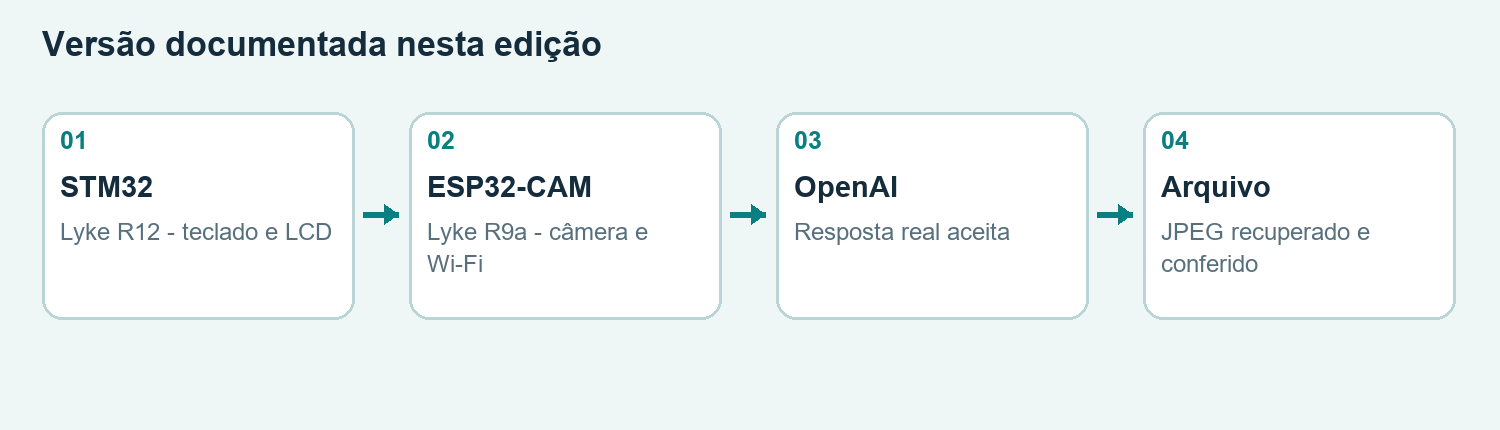 Versão documentada nesta edição
01
STM32
Lyke R12 - teclado e LCD
02
ESP32-CAM
Lyke R9a - câmera e
Wi-Fi
03
OpenAI
Resposta real aceita
04
Arquivo
JPEG recuperado e
conferido